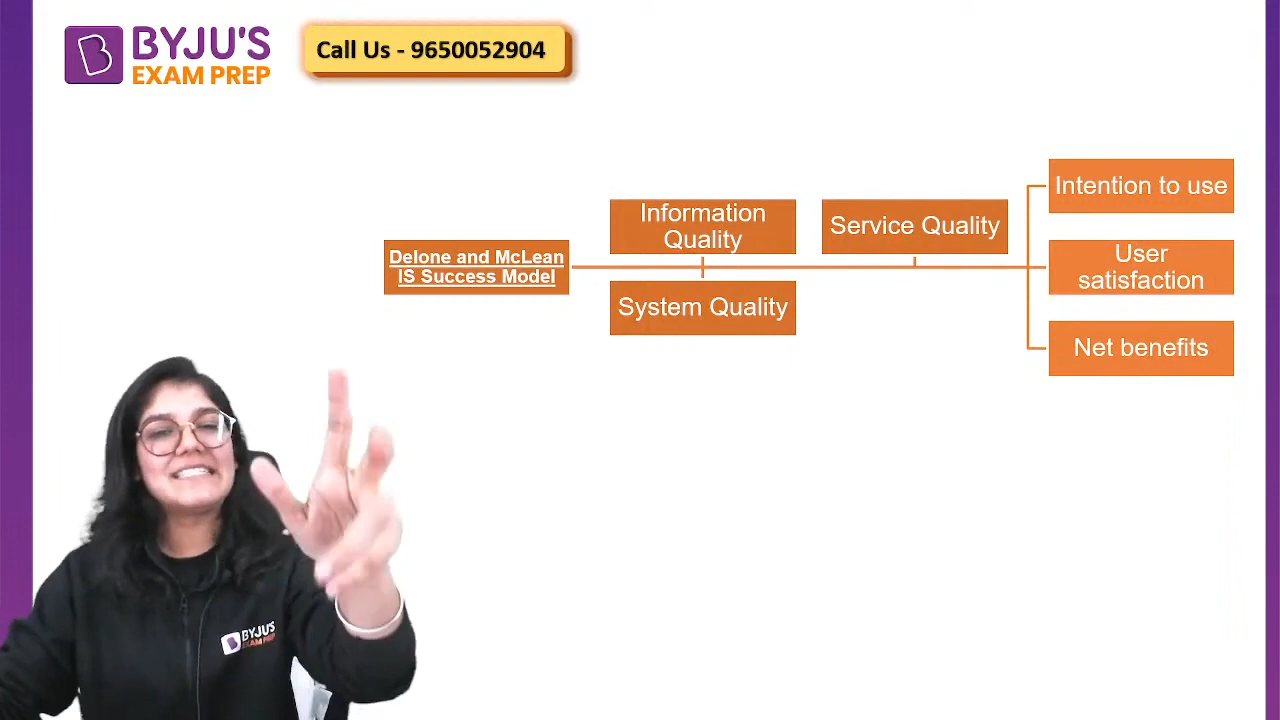 BYJU'S
EXAM PREP
Call Us - 9650052904
Delone and McLean
IS Success Model
Information
Quality
System Quality
Service Quality
Intention to use
User
satisfaction
Net benefits
BYJU'S
EXAM PREP